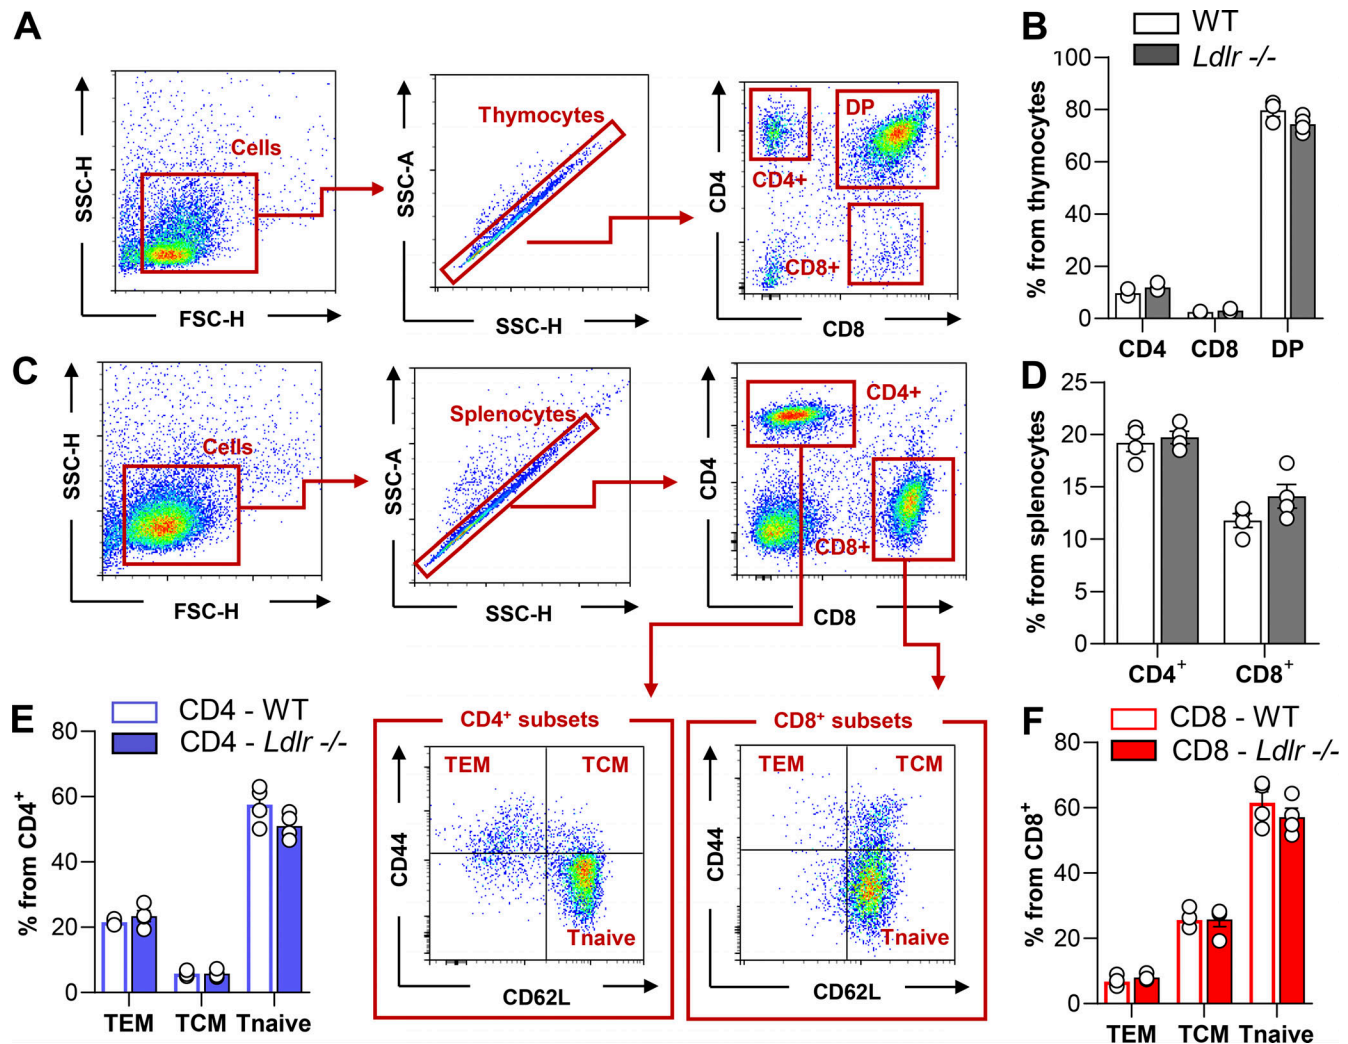 A
SSC-H
Cells
FSC-H
SSC-A
Thymocytes
SSC-H
CD4
DP
CD4+
CD8+
CD8
B
WT
Ldlr -/-
% from thymocytes
100
80
60
40
20
0
CD4 CD8 DP
C
SSC-H
Cells
FSC-H
SSC-A
Splenocytes
SSC-H
CD4
CD4+
CD8+
CD8
D
% from splenocytes
25
20
15
10
5
0
CD4⁺ CD8⁺
E
CD4 - WT
CD4 - Ldlr -/-
% from CD4⁺
80
60
40
20
0
TEM TCM Tnaive
CD4⁺ subsets
TEM TCM
CD44
Tnaive
CD62L
CD8⁺ subsets
TEM TCM
CD44
Tnaive
CD62L
F
CD8 - WT
CD8 - Ldlr -/-
% from CD8⁺
80
60
40
20
0
TEM TCM Tnaive